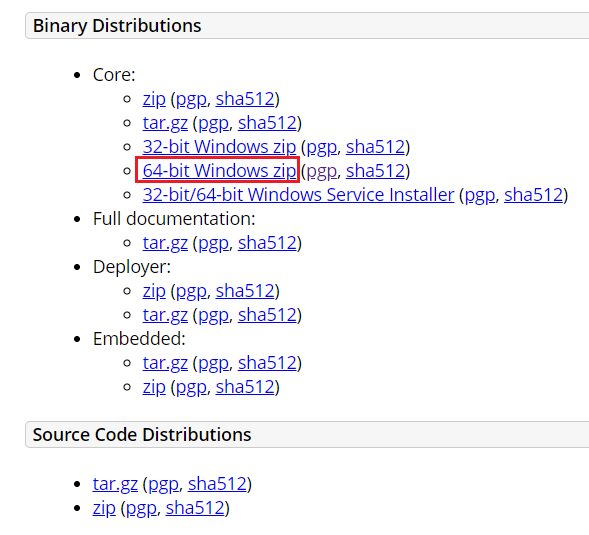 Binary Distributions
Core:
zip (pgp, sha512)
tar.gz (pgp, sha512)
32-bit Windows zip (pgp, sha512)
64-bit Windows zip (pgp, sha512)
32-bit/64-bit Windows Service Installer (pgp, sha512)
Full documentation:
tar.gz (pgp, sha512)
Deployer:
zip (pgp, sha512)
tar.gz (pgp, sha512)
Embedded:
tar.gz (pgp, sha512)
zip (pgp, sha512)
Source Code Distributions
tar.gz (pgp, sha512)
zip (pgp, sha512)